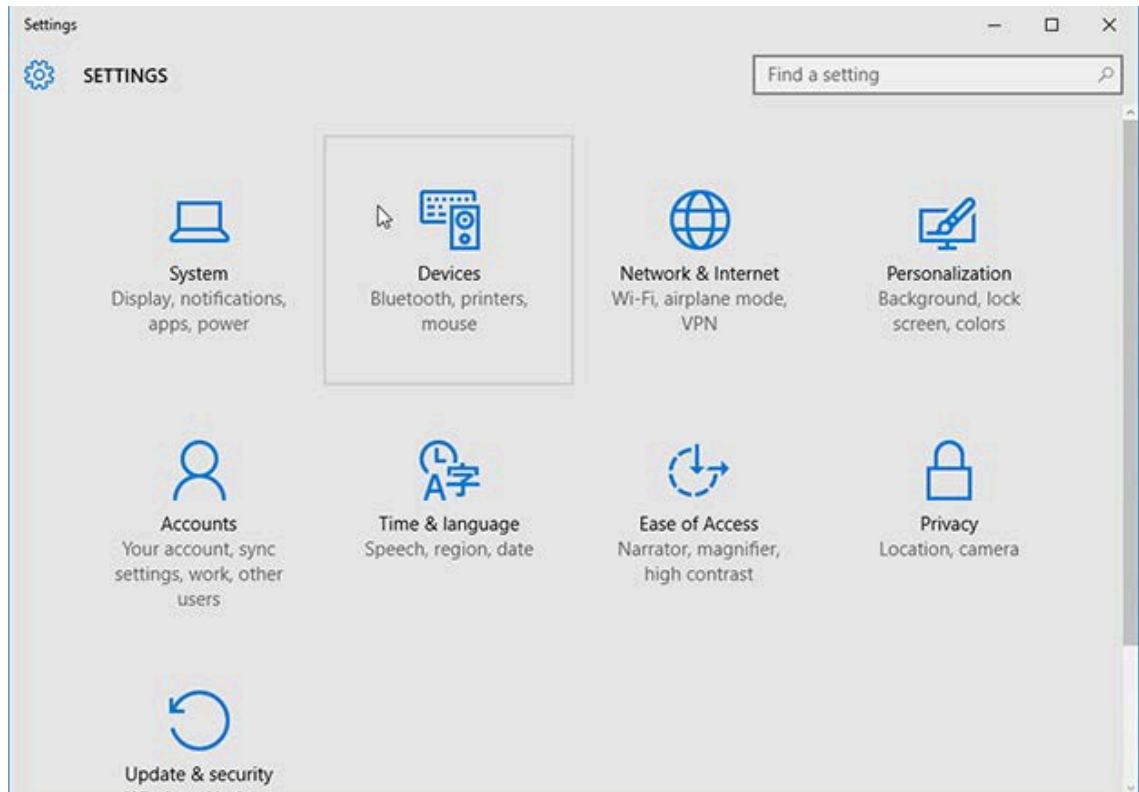 Settings
SETTINGS
Find a setting
System
Display, notifications,
apps, power
Devices
Bluetooth, printers,
mouse
Network & Internet
Wi-Fi, airplane mode,
VPN
Personalization
Background, lock
screen, colors
Accounts
Your account, sync
settings, work, other
users
Time & language
Speech, region, date
Ease of Access
Narrator, magnifier,
high contrast
Privacy
Location, camera
Update & security